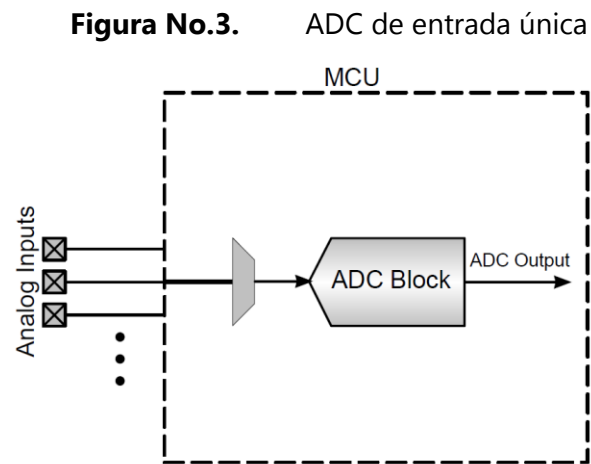 Figura No.3. ADC de entrada única
MCU
Analog Inputs
ADC Block
ADC Output